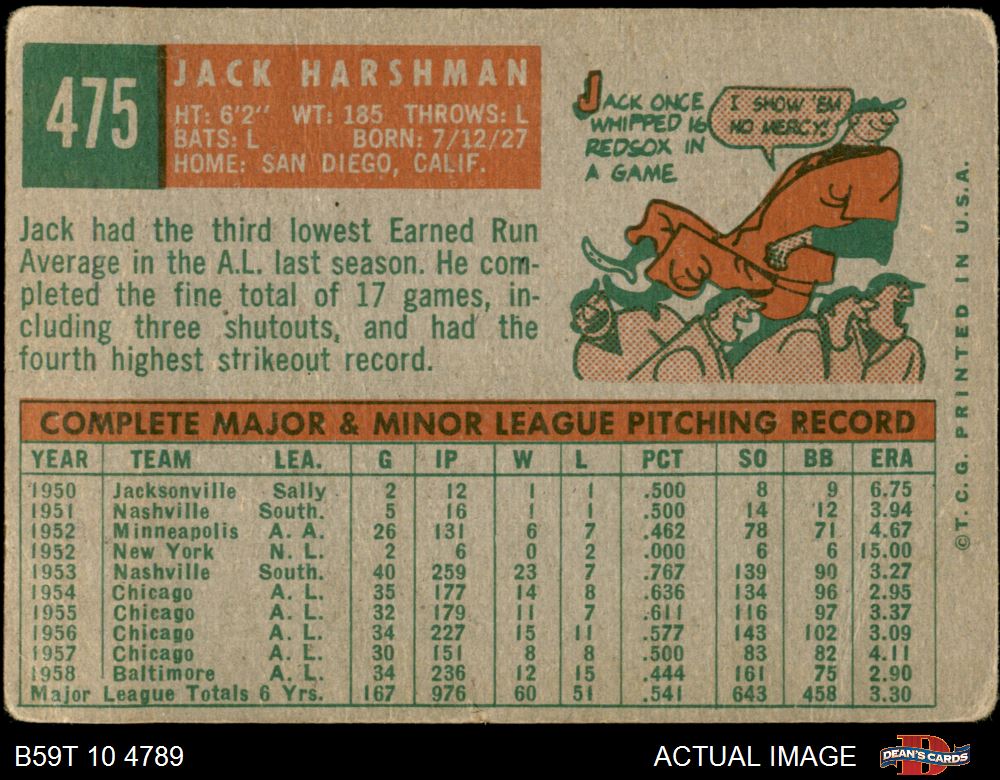 475
JACK HARSHMAN
HT: 6'2" WT: 185 THROWS: L
BATS: L BORN: 7/12/27
HOME: SAN DIEGO, CALIF.
JACK ONCE
WHIPPED 16
REDSOX IN
A GAME
I SHOW 'EM
NO MERCY!
Jack had the third lowest Earned Run
Average in the A.L. last season. He com-
pleted the fine total of 17 games, in-
cluding three shutouts, and had the
fourth highest strikeout record.
COMPLETE MAJOR & MINOR LEAGUE PITCHING RECORD
YEAR TEAM LEA. G IP W L PCT SO BB ERA
1950 Jacksonville Sally 2 12 1 1 .500 8 9 6.75
1951 Nashville South. 5 16 1 1 .500 14 12 3.94
1952 Minneapolis A. A. 26 131 6 7 .462 78 71 4.67
1952 New York N. L. 2 6 0 2 .000 6 6 15.00
1953 Nashville South. 40 259 23 7 .767 139 90 3.27
1954 Chicago A. L. 35 177 14 8 .636 134 96 2.95
1955 Chicago A. L. 32 179 11 7 .611 116 97 3.37
1956 Chicago A. L. 34 227 15 11 .577 143 102 3.09
1957 Chicago A. L. 30 151 8 8 .500 83 82 4.11
1958 Baltimore A. L. 34 236 12 15 .444 161 75 2.90
Major League Totals 6 Yrs. 167 976 60 51 .541 643 458 3.30
©T.C.G. PRINTED IN U.S.A.
B59T 10 4789
ACTUAL IMAGE
DEAN'S CARDS